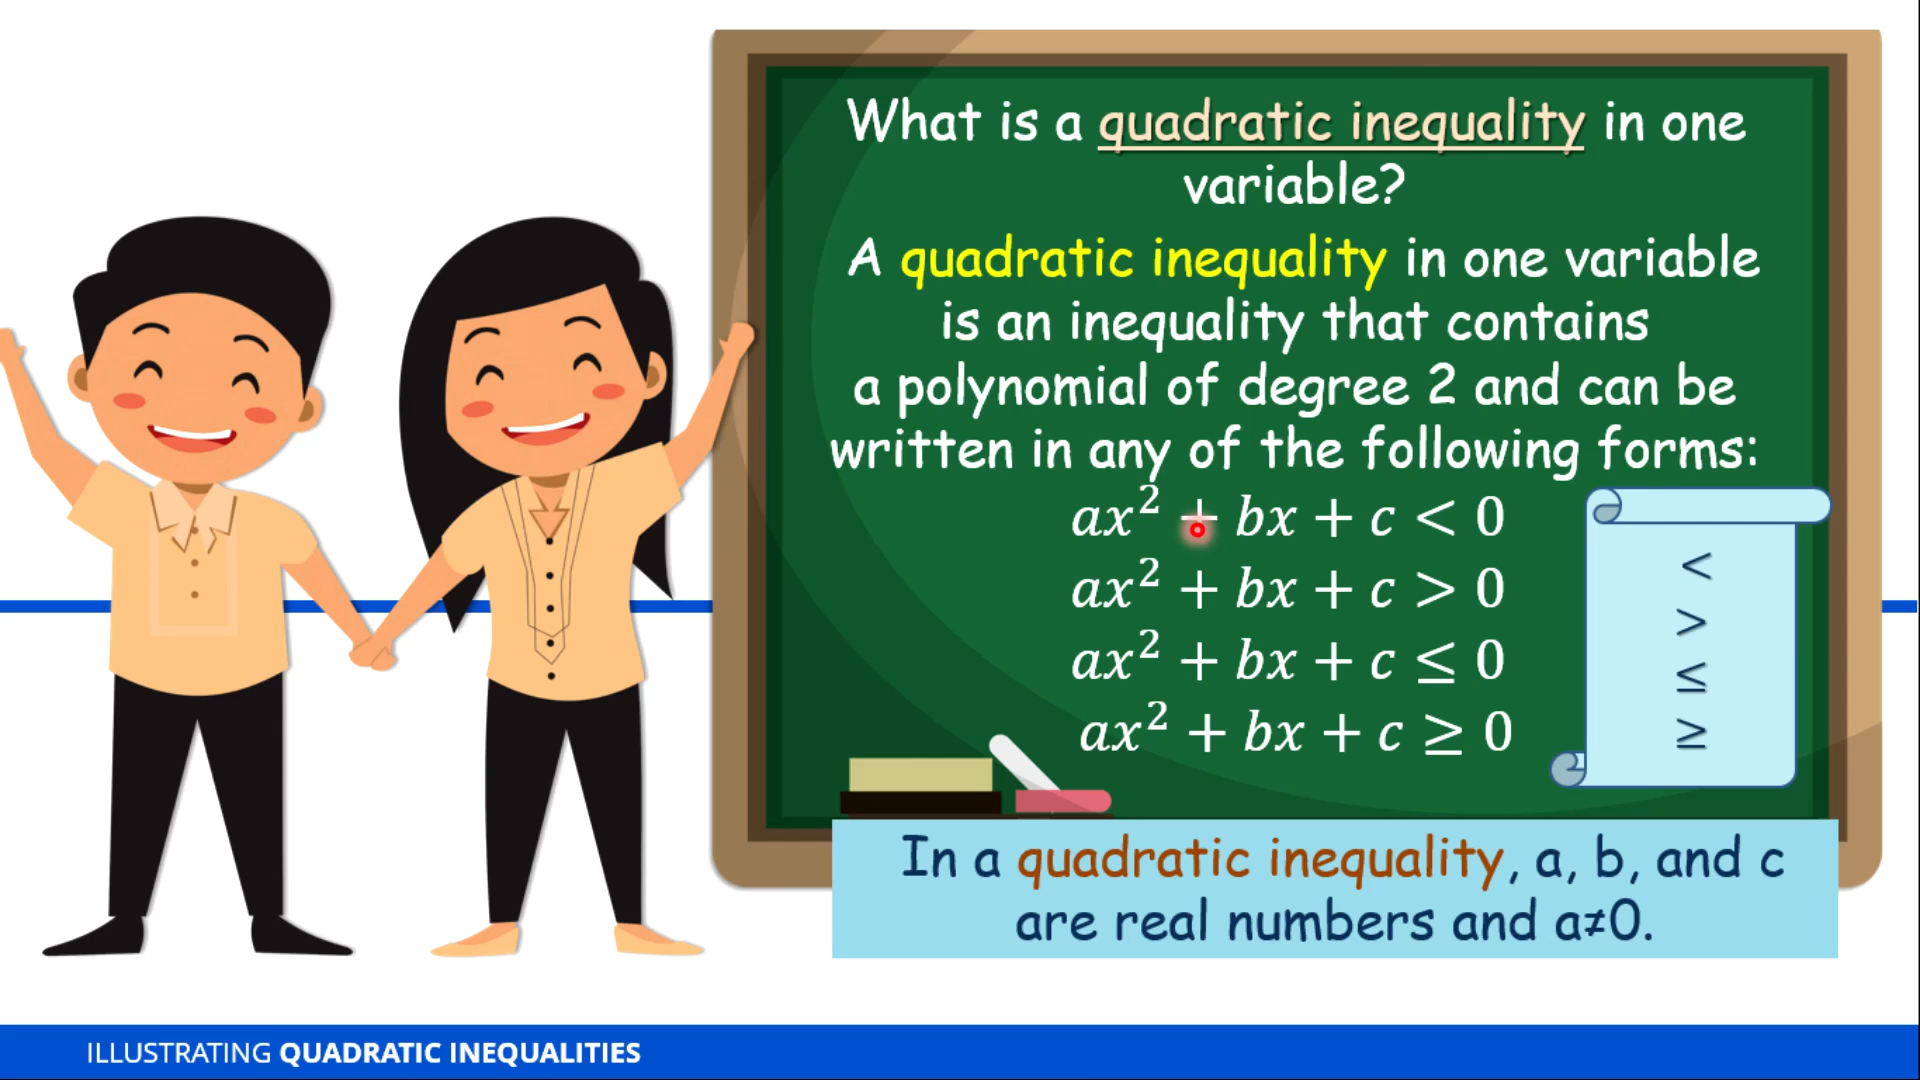 What is a quadratic inequality in one
variable?
A quadratic inequality in one variable
is an inequality that contains
a polynomial of degree 2 and can be
written in any of the following forms:
ax² + bx + c < 0
ax² + bx + c > 0
ax² + bx + c ≤ 0
ax² + bx + c ≥ 0
<
>
≤
≥
In a quadratic inequality, a, b, and c
are real numbers and a≠0.
ILLUSTRATING QUADRATIC INEQUALITIES